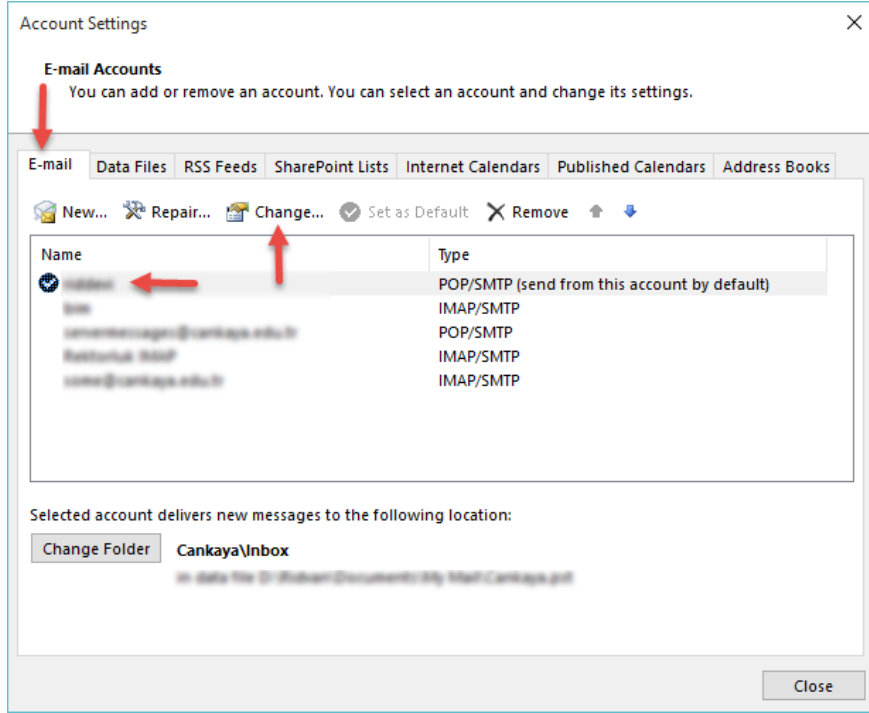 Account Settings
E-mail Accounts
You can add or remove an account. You can select an account and change its settings.
E-mail Data Files RSS Feeds SharePoint Lists Internet Calendars Published Calendars Address Books
New... Repair... Change... Set as Default Remove
Name Type
POP/SMTP (send from this account by default)
IMAP/SMTP
POP/SMTP
IMAP/SMTP
IMAP/SMTP
Selected account delivers new messages to the following location:
Change Folder Cankaya\Inbox
Close